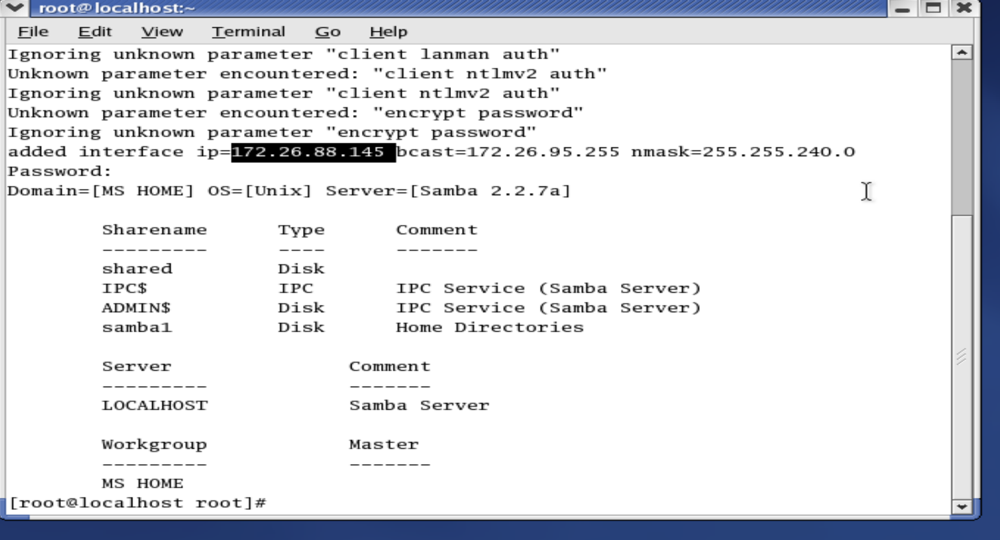 root@localhost:~
File Edit View Terminal Go Help
Ignoring unknown parameter "client lanman auth"
Unknown parameter encountered: "client ntlmv2 auth"
Ignoring unknown parameter "client ntlmv2 auth"
Unknown parameter encountered: "encrypt password"
Ignoring unknown parameter "encrypt password"
added interface ip=172.26.88.145 bcast=172.26.95.255 nmask=255.255.240.0
Password:
Domain=[MS HOME] OS=[Unix] Server=[Samba 2.2.7a]
Sharename Type Comment
--------- ---- -------
shared Disk
IPC$ IPC IPC Service (Samba Server)
ADMIN$ Disk IPC Service (Samba Server)
samba1 Disk Home Directories
Server Comment
--------- -------
LOCALHOST Samba Server
Workgroup Master
--------- -------
MS HOME
[root@localhost root]#